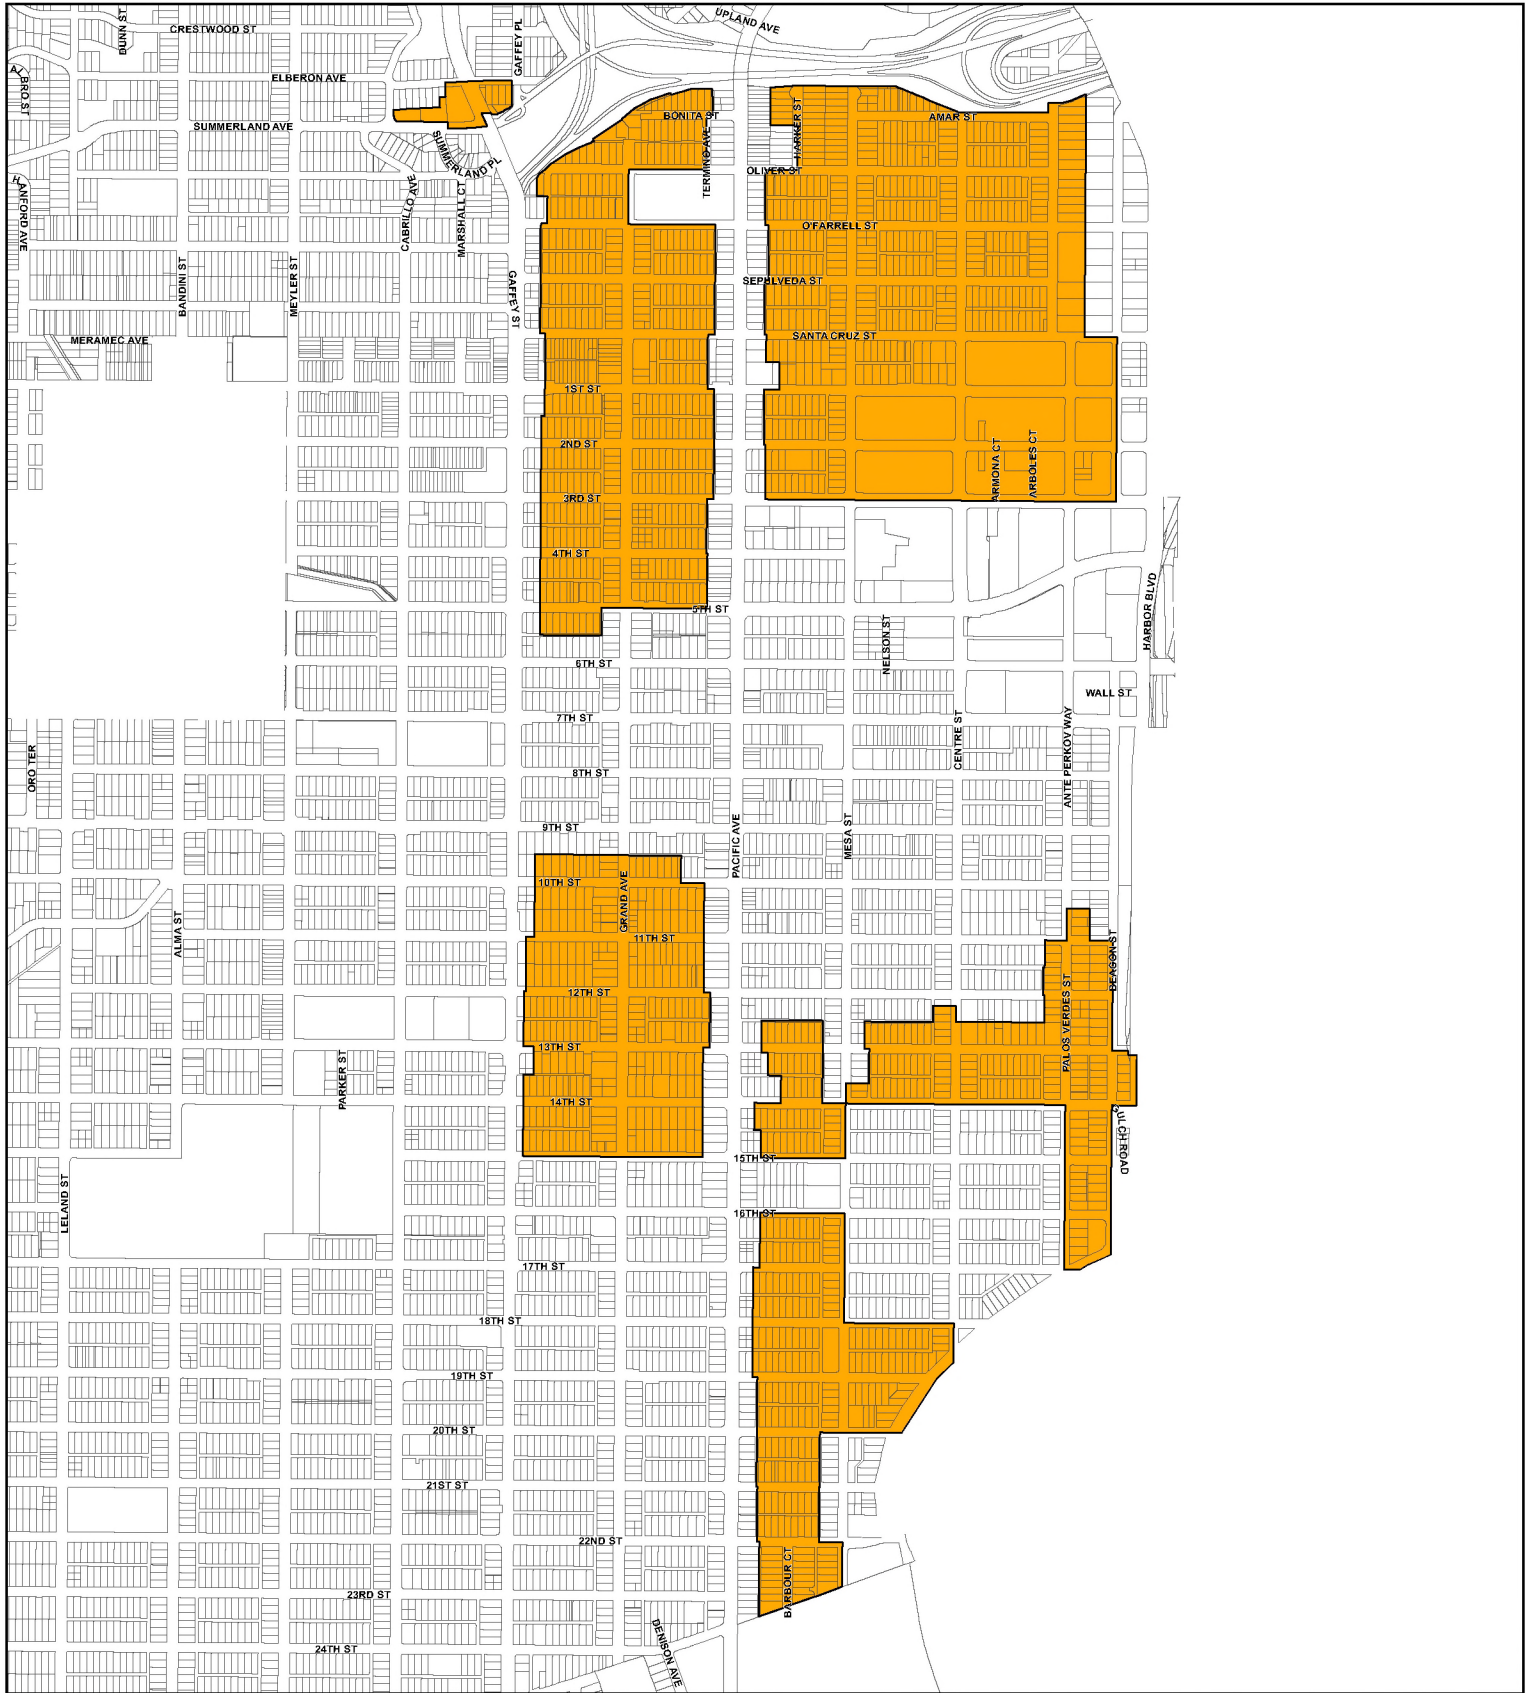 UPLAND AVE
DUNN ST
CRESTWOOD ST
GAFFEY PL
ELBERON AVE
ALBRO ST
BONITA ST
HARKER ST
AMAR ST
SUMMERLAND AVE
SUMMERLAND PL
TERMINO AVE
OLIVER ST
HANFORD AVE
CABRILLO AVE
MARSHALL CT
O'FARRELL ST
BANDINI ST
MEYLER ST
GAFFEY ST
SEPULVEDA ST
MERAMEC AVE
SANTA CRUZ ST
1ST ST
2ND ST
ARMONA CT
ARBOLES CT
3RD ST
4TH ST
5TH ST
HARBOR BLVD
NELSON ST
6TH ST
WALL ST
7TH ST
CENTRE ST
ANTE PERKOV WAY
ORO TER
8TH ST
9TH ST
PACIFIC AVE
MESA ST
10TH ST
GRAND AVE
ALMA ST
11TH ST
BEACON ST
12TH ST
PALOS VERDES ST
13TH ST
PARKER ST
14TH ST
GULCH ROAD
15TH ST
LELAND ST
16TH ST
17TH ST
18TH ST
19TH ST
20TH ST
21ST ST
22ND ST
BARBOUR CT
23RD ST
DENISON AVE
24TH ST